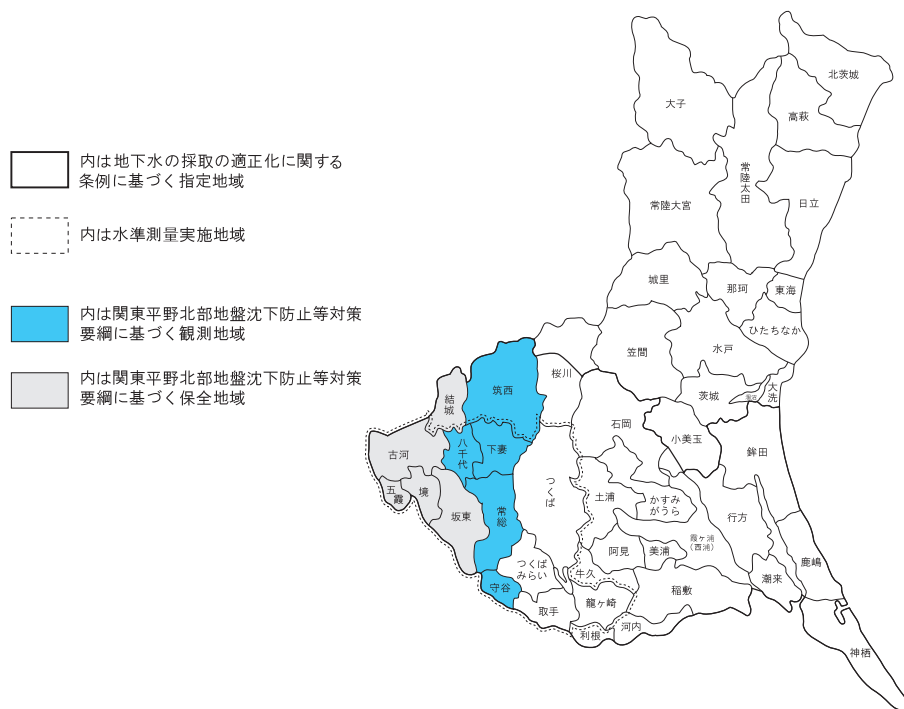 内は地下水の採取の適正化に関する
条例に基づく指定地域
内は水準測量実施地域
内は関東平野北部地盤沈下防止等対策
要綱に基づく観測地域
内は関東平野北部地盤沈下防止等対策
要綱に基づく保全地域
北茨城
大子
高萩
常陸太田
日立
常陸大宮
城里
那珂
東海
ひたちなか
水戸
笠間
桜川
筑西
大洗
茨城
涸沼
結城
石岡
小美玉
鉾田
古河
八千代
下妻
つくば
五霞
境
坂東
常総
土浦
かすみ
がうら
行方
霞ヶ浦
(西浦)
阿見
美浦
つくば
みらい
牛久
鹿嶋
潮来
守谷
稲敷
取手
龍ヶ崎
河内
利根
神栖